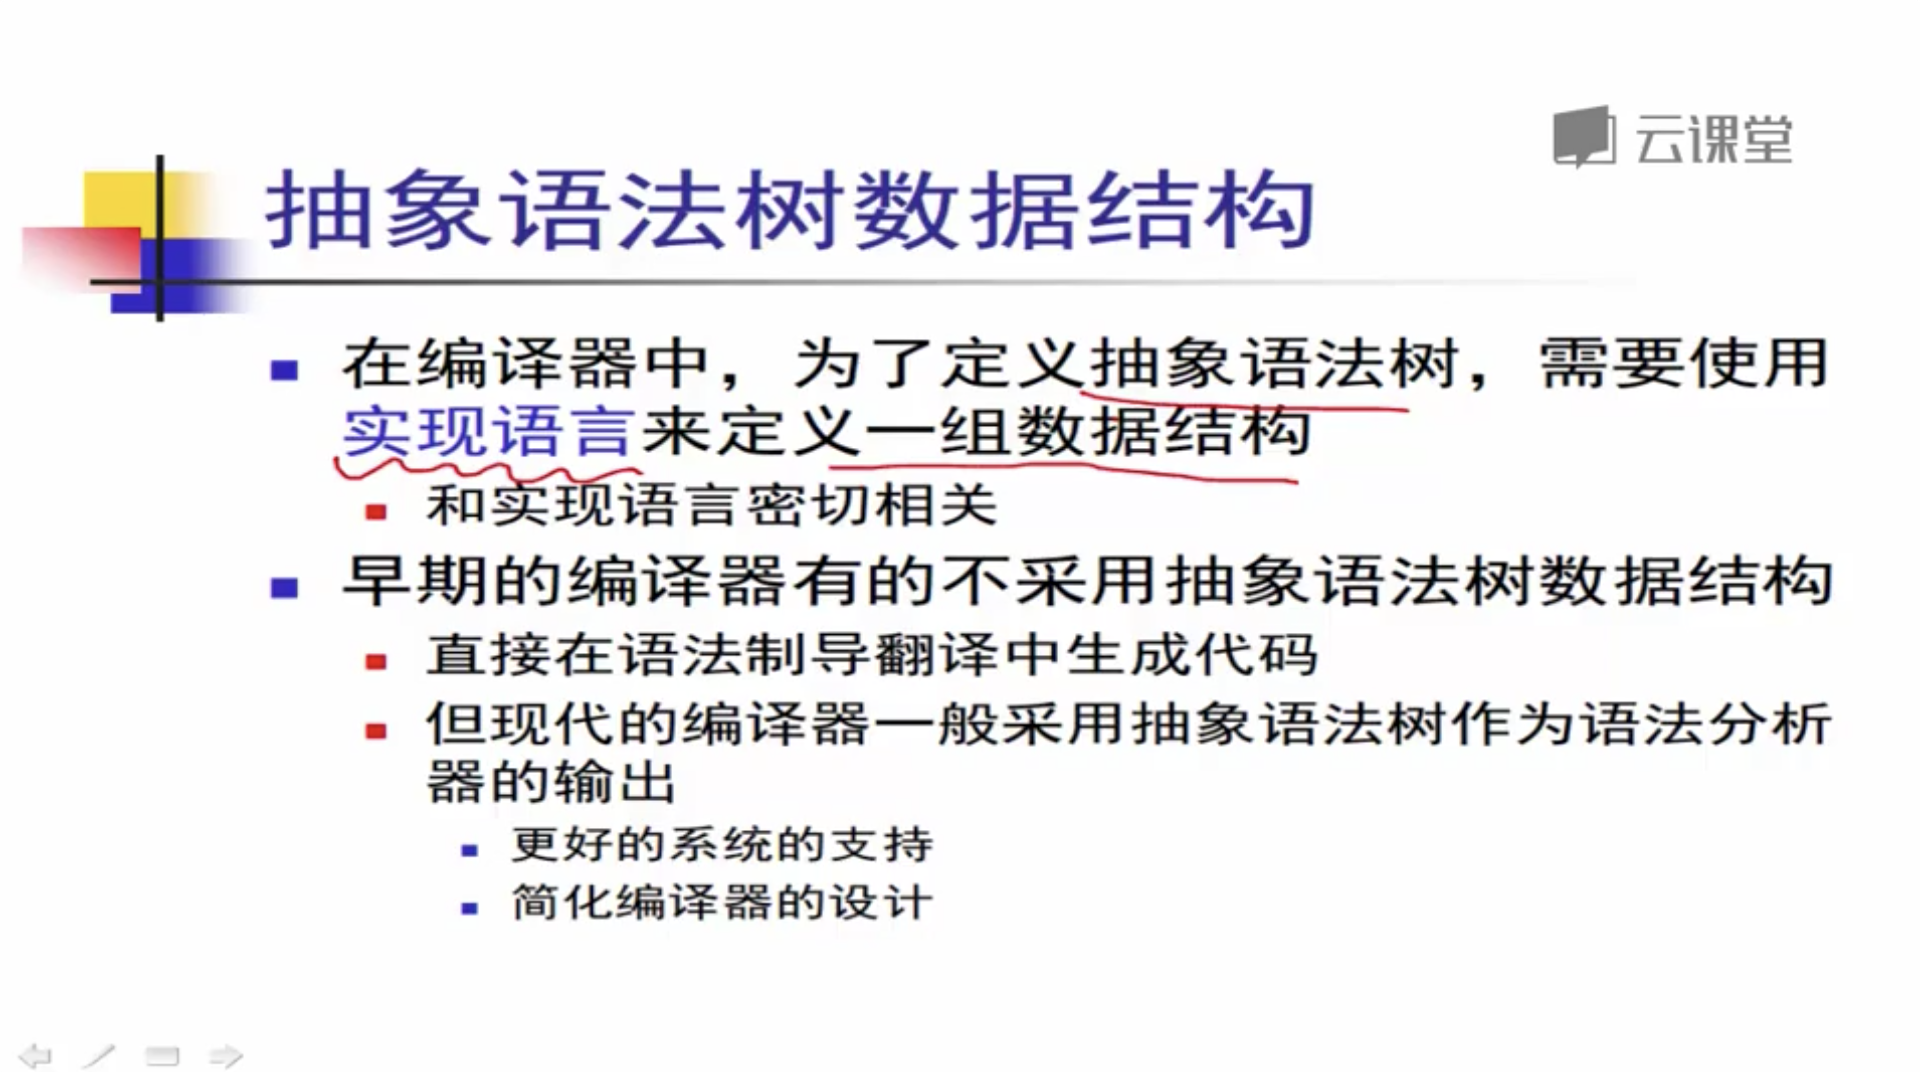 云课堂
抽象语法树数据结构
在编译器中，为了定义抽象语法树，需要使用
实现语言来定义一组数据结构
和实现语言密切相关
早期的编译器有的不采用抽象语法树数据结构
直接在语法制导翻译中生成代码
但现代的编译器一般采用抽象语法树作为语法分析
器的输出
更好的系统的支持
简化编译器的设计